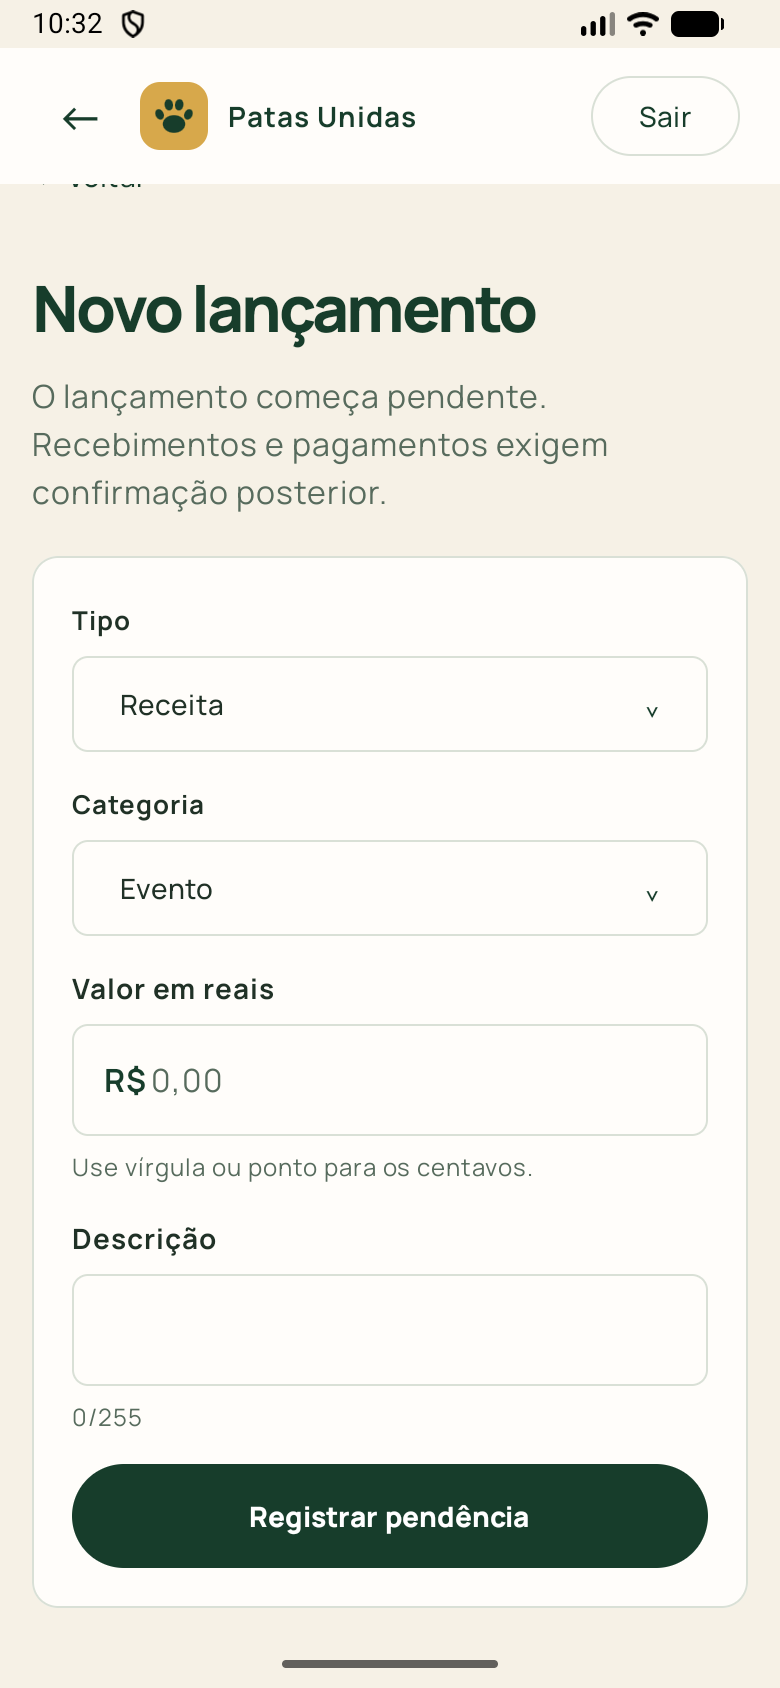 10:32
Patas Unidas
Sair
Voltar
Novo lançamento
O lançamento começa pendente.
Recebimentos e pagamentos exigem
confirmação posterior.
Tipo
Receita
v
Categoria
Evento
v
Valor em reais
R$ 0,00
Use vírgula ou ponto para os centavos.
Descrição
0/255
Registrar pendência